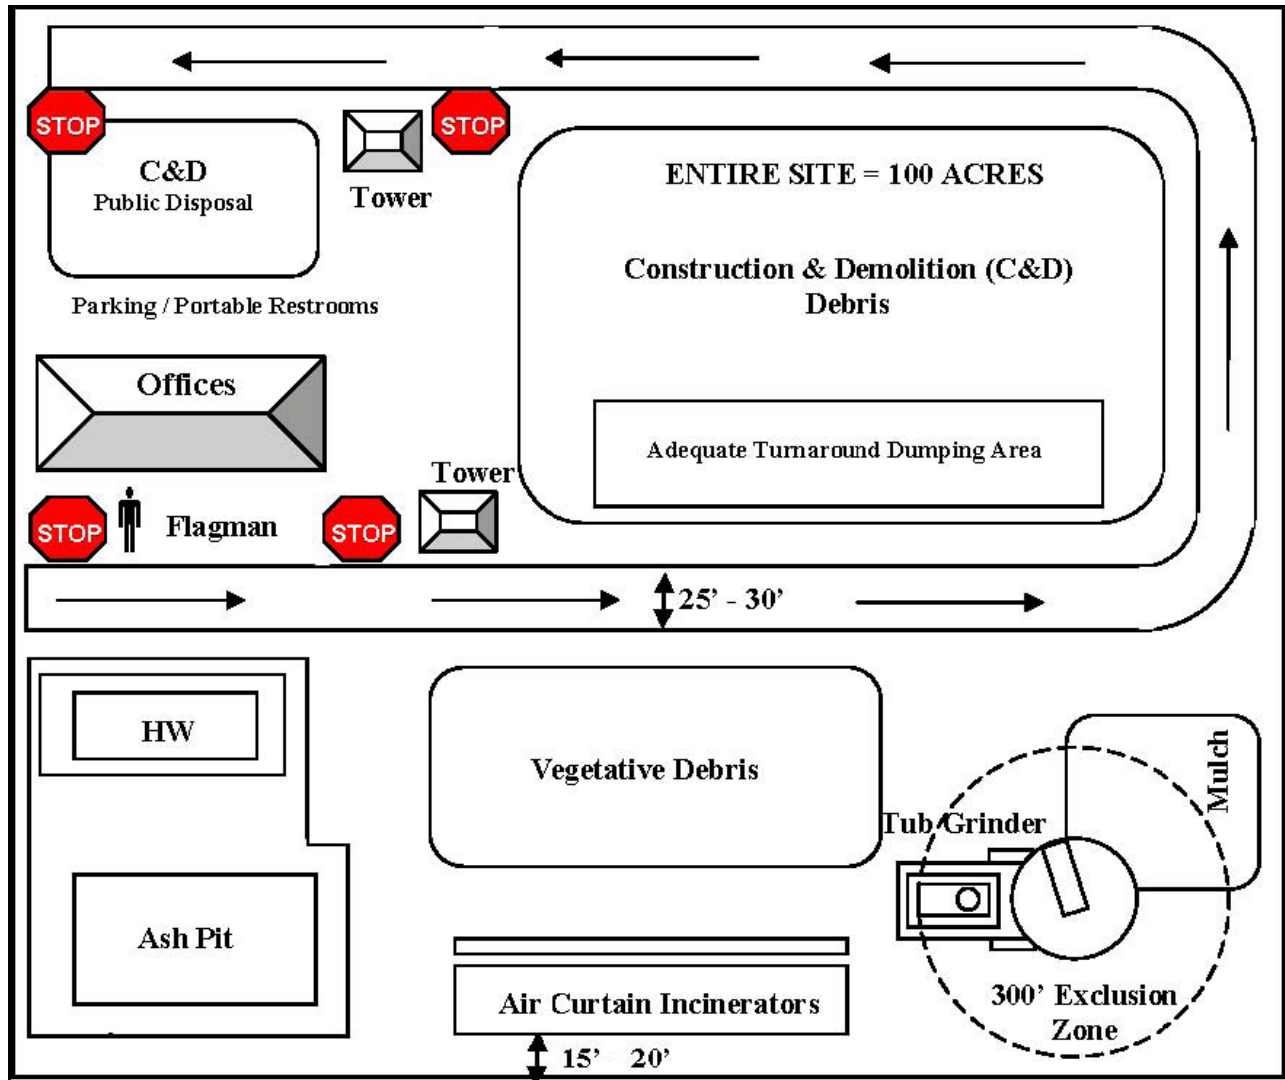 STOP
STOP
C&D
Public Disposal
Tower
ENTIRE SITE = 100 ACRES
Construction & Demolition (C&D)
Debris
Parking / Portable Restrooms
Offices
Adequate Turnaround Dumping Area
Tower
STOP
Flagman
STOP
25’ - 30’
HW
Vegetative Debris
Mulch
Tub Grinder
Ash Pit
Air Curtain Incinerators
300’ Exclusion
Zone
15’ 20’